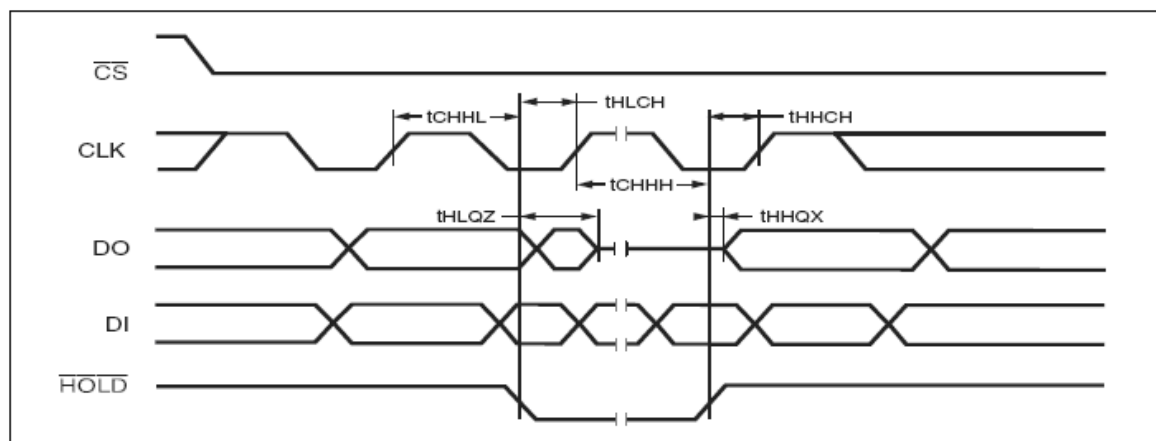 CS
tHLCH
tCHHL
tHHCH
CLK
tCHHH
tHLQZ
tHHQX
DO
DI
HOLD